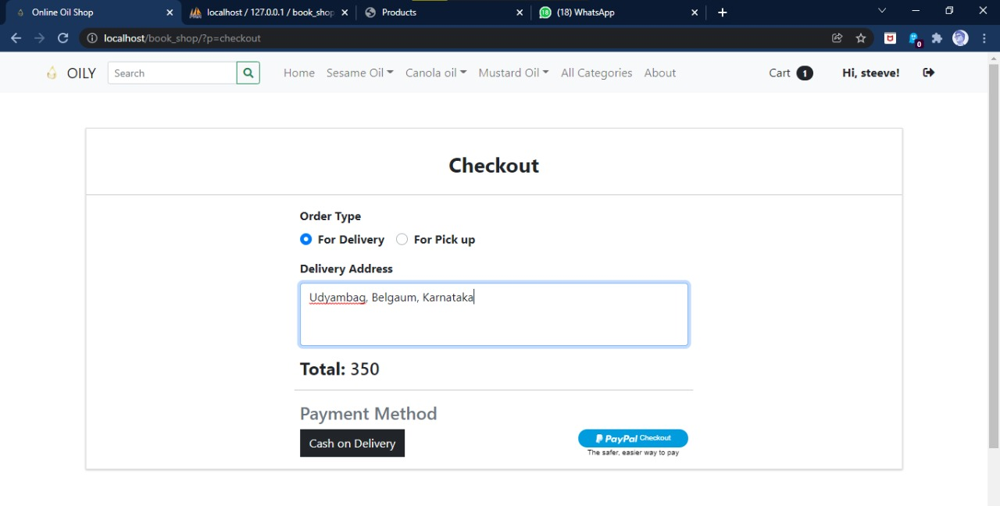 Online Oil Shop
localhost / 127.0.0.1 / book_shop
Products
(18) WhatsApp
localhost/book_shop/?p=checkout
0
OILY
Search
Home
Sesame Oil
Canola oil
Mustard Oil
All Categories
About
Cart 1
Hi, steeve!
Checkout
Order Type
For Delivery
For Pick up
Delivery Address
Udyambag, Belgaum, Karnataka
Total: 350
Payment Method
Cash on Delivery
PayPal Checkout
The safer, easier way to pay